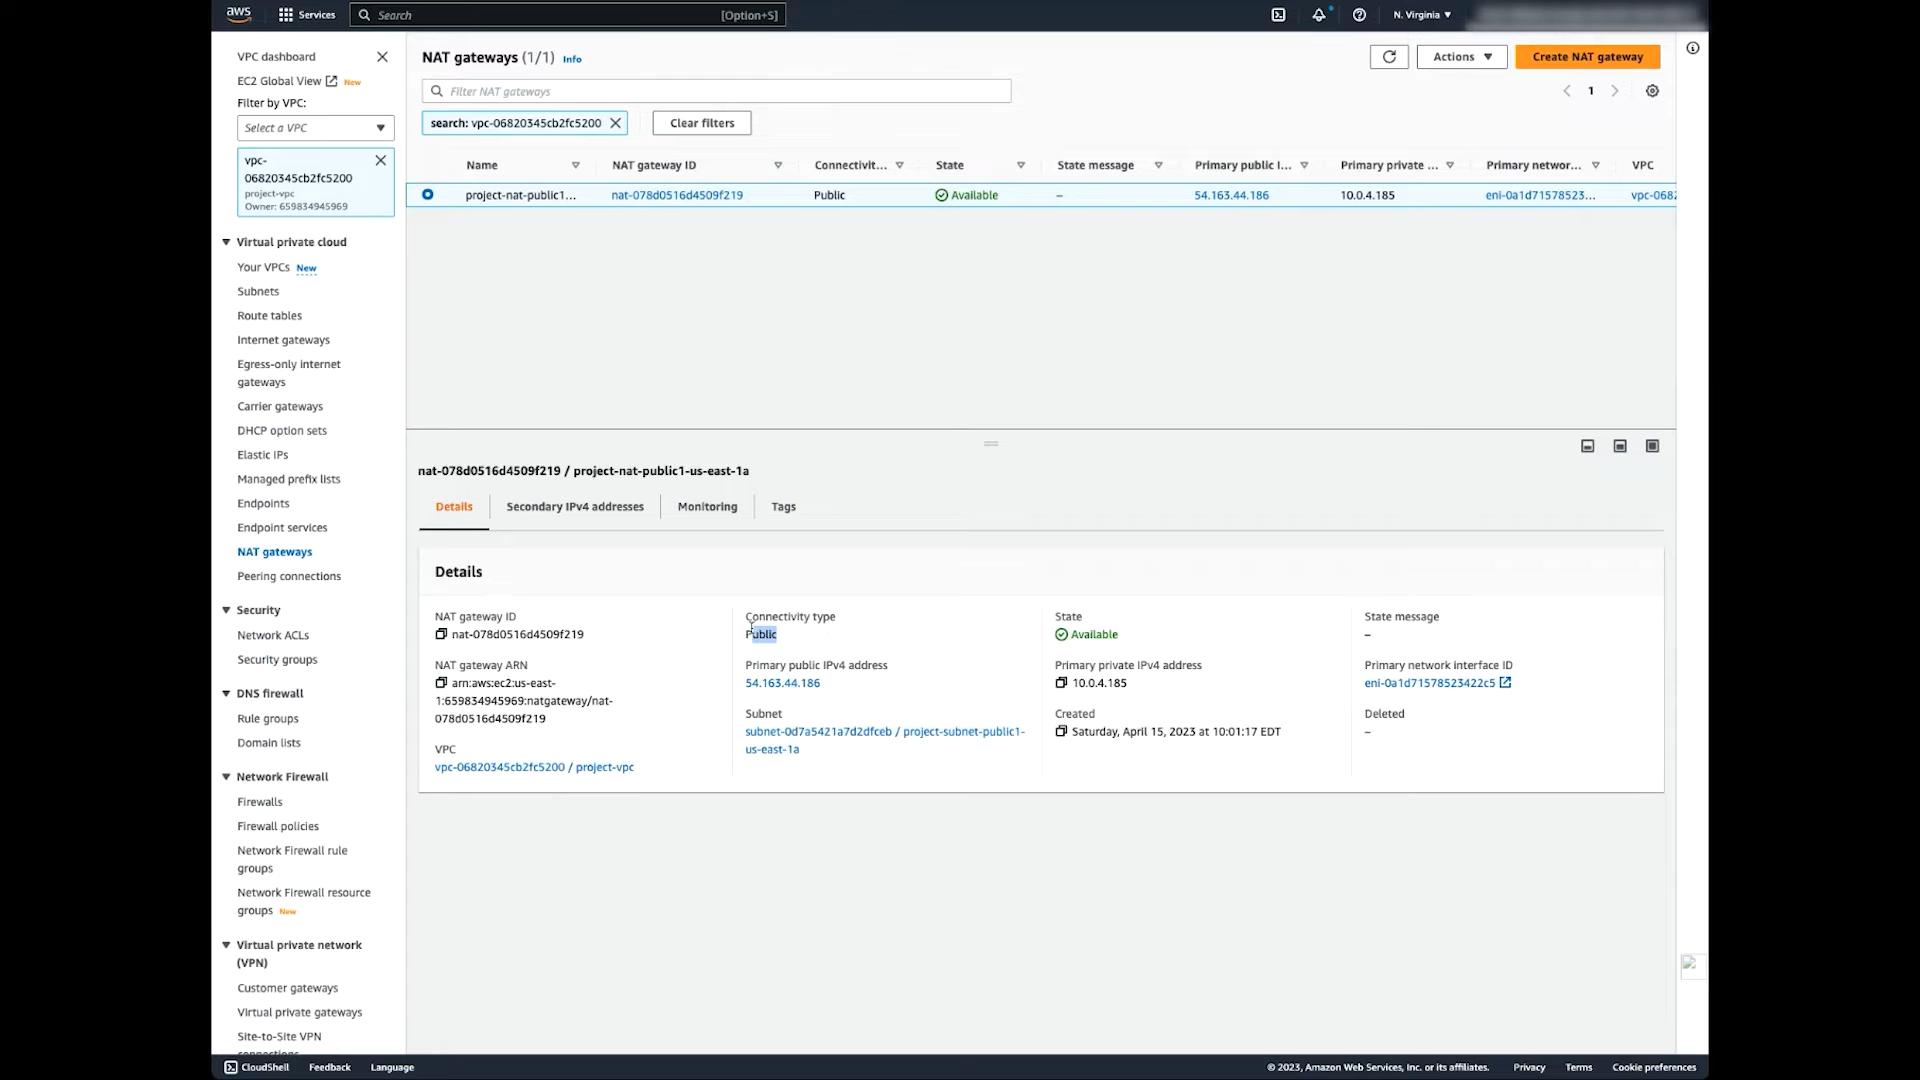 aws
Services
Search
[Option+S]
N. Virginia
VPC dashboard
EC2 Global View
New
Filter by VPC:
Select a VPC
vpc-
06820345cb2fc5200
project-vpc
Owner: 659834945969
Virtual private cloud
Your VPCs New
Subnets
Route tables
Internet gateways
Egress-only internet
gateways
Carrier gateways
DHCP option sets
Elastic IPs
Managed prefix lists
Endpoints
Endpoint services
NAT gateways
Peering connections
Security
Network ACLs
Security groups
DNS firewall
Rule groups
Domain lists
Network Firewall
Firewalls
Firewall policies
Network Firewall rule
groups
Network Firewall resource
groups New
Virtual private network
(VPN)
Customer gateways
Virtual private gateways
Site-to-Site VPN
connections
NAT gateways (1/1) Info
Actions
Create NAT gateway
Filter NAT gateways
1
search: vpc-06820345cb2fc5200
Clear filters
Name NAT gateway ID Connectivit... State State message Primary public I... Primary private ... Primary networ... VPC
project-nat-public1... nat-078d0516d4509f219 Public Available – 54.163.44.186 10.0.4.185 eni-0a1d71578523... vpc-0682
nat-078d0516d4509f219 / project-nat-public1-us-east-1a
Details Secondary IPv4 addresses Monitoring Tags
Details
NAT gateway ID
nat-078d0516d4509f219
NAT gateway ARN
arn:aws:ec2:us-east-
1:659834945969:natgateway/nat-
078d0516d4509f219
VPC
vpc-06820345cb2fc5200 / project-vpc
Connectivity type
Public
Primary public IPv4 address
54.163.44.186
Subnet
subnet-0d7a5421a7d2dfceb / project-subnet-public1-
us-east-1a
State
Available
Primary private IPv4 address
10.0.4.185
Created
Saturday, April 15, 2023 at 10:01:17 EDT
State message
–
Primary network interface ID
eni-0a1d71578523422c5
Deleted
–
CloudShell Feedback Language
© 2023, Amazon Web Services, Inc. or its affiliates. Privacy Terms Cookie preferences